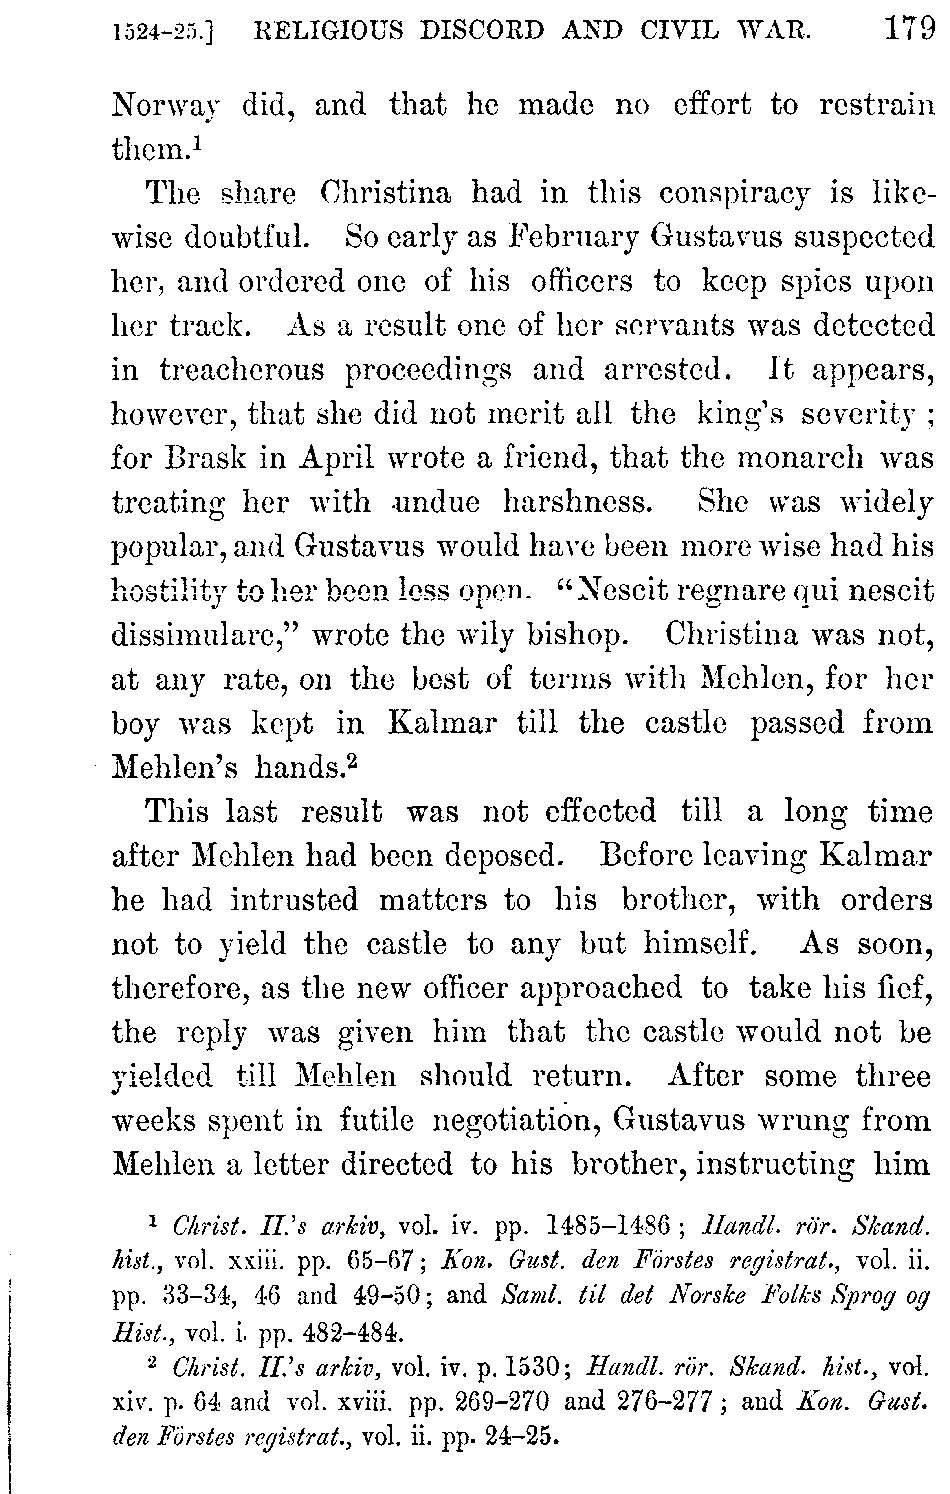 1524-25.] RELIGIOUS DISCORD AND CIVIL WAR. 179
Norway did, and that he made no effort to restrain
them.¹
The share Christina had in this conspiracy is like-
wise doubtful. So early as February Gustavus suspected
her, and ordered one of his officers to keep spies upon
her track. As a result one of her servants was detected
in treacherous proceedings and arrested. It appears,
however, that she did not merit all the king's severity;
for Brask in April wrote a friend, that the monarch was
treating her with undue harshness. She was widely
popular, and Gustavus would have been more wise had his
hostility to her been less open. "Nescit regnare qui nescit
dissimulare," wrote the wily bishop. Christina was not,
at any rate, on the best of terms with Mehlen, for her
boy was kept in Kalmar till the castle passed from
Mehlen's hands.²
This last result was not effected till a long time
after Mehlen had been deposed. Before leaving Kalmar
he had intrusted matters to his brother, with orders
not to yield the castle to any but himself. As soon,
therefore, as the new officer approached to take his fief,
the reply was given him that the castle would not be
yielded till Mehlen should return. After some three
weeks spent in futile negotiation, Gustavus wrung from
Mehlen a letter directed to his brother, instructing him
¹ Christ. II.'s arkiv, vol. iv. pp. 1485-1486; Handl. rör. Skand.
hist., vol. xxiii. pp. 65-67; Kon. Gust. den Förstes registrat., vol. ii.
pp. 33-34, 46 and 49-50; and Saml. til det Norske Folks Sprog og
Hist., vol. i. pp. 482-484.
² Christ. II.'s arkiv, vol. iv. p. 1530; Handl. rör. Skand. hist., vol.
xiv. p. 64 and vol. xviii. pp. 269-270 and 276-277; and Kon. Gust.
den Förstes registrat., vol. ii. pp. 24-25.